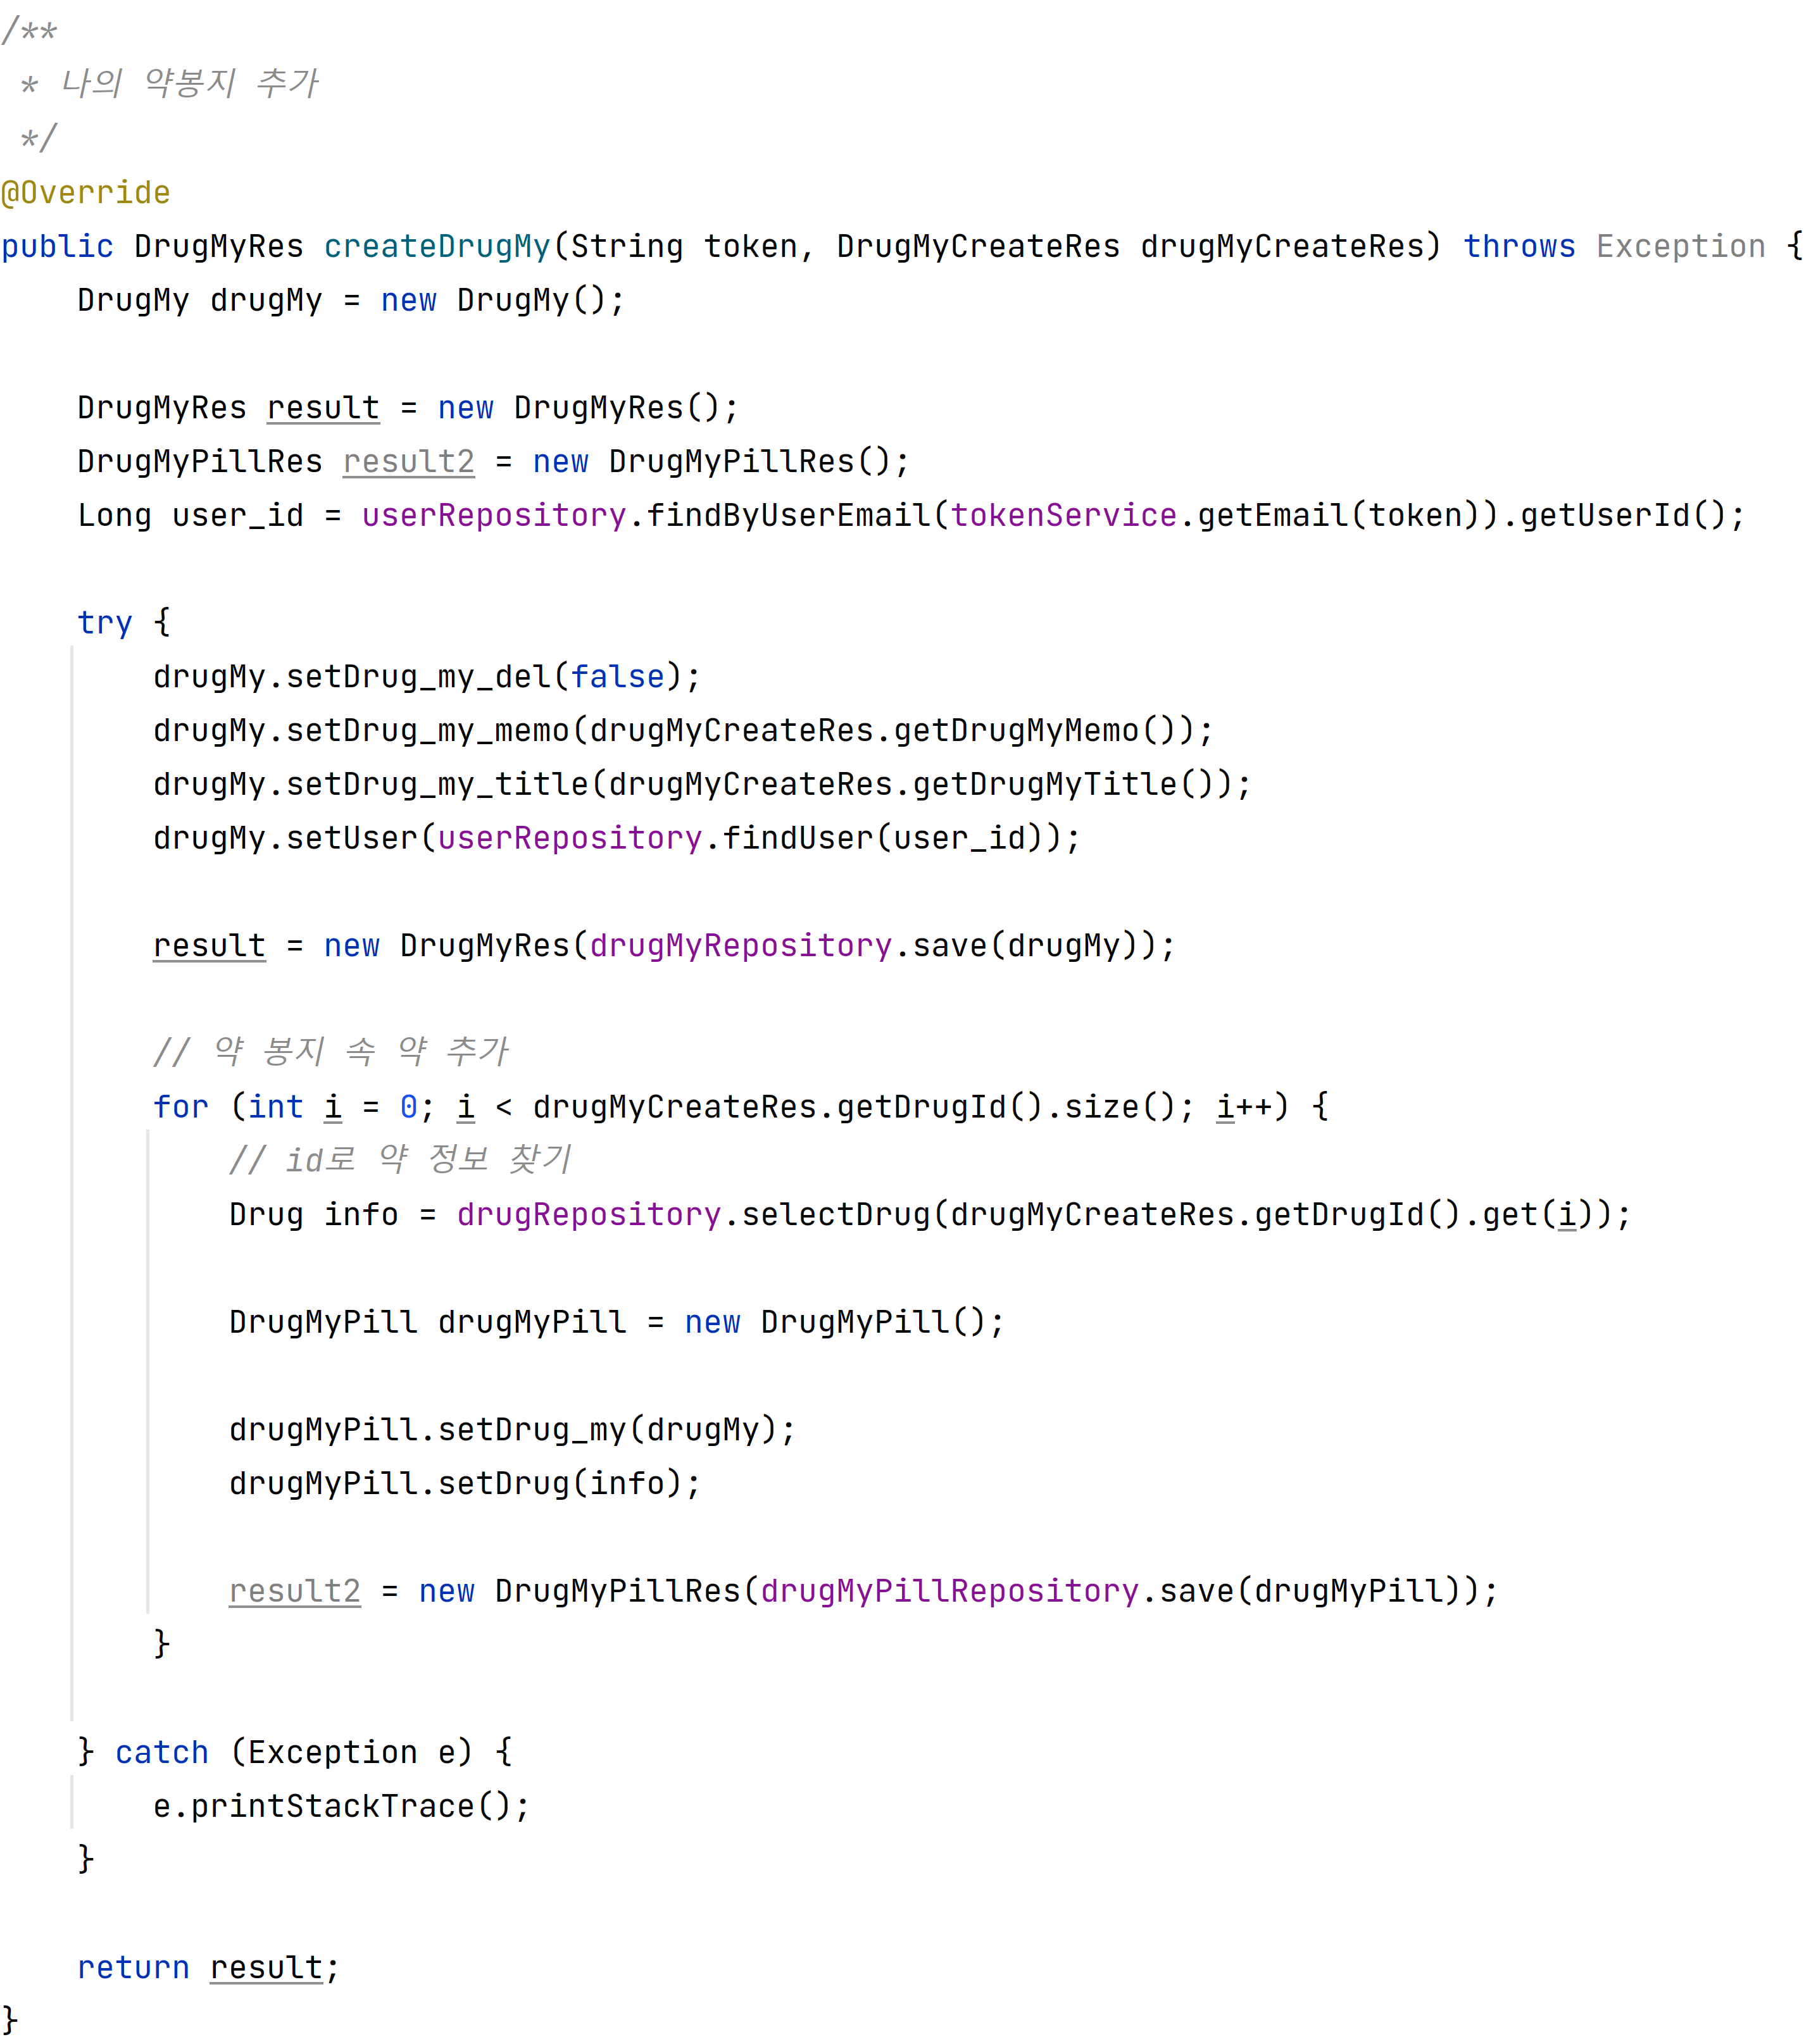 /**
 * 나의 약봉지 추가
 */
@Override
public DrugMyRes createDrugMy(String token, DrugMyCreateRes drugMyCreateRes) throws Exception {
    DrugMy drugMy = new DrugMy();

    DrugMyRes result = new DrugMyRes();
    DrugMyPillRes result2 = new DrugMyPillRes();
    Long user_id = userRepository.findByUserEmail(tokenService.getEmail(token)).getUserId();

    try {
        drugMy.setDrug_my_del(false);
        drugMy.setDrug_my_memo(drugMyCreateRes.getDrugMyMemo());
        drugMy.setDrug_my_title(drugMyCreateRes.getDrugMyTitle());
        drugMy.setUser(userRepository.findUser(user_id));

        result = new DrugMyRes(drugMyRepository.save(drugMy));

        // 약 봉지 속 약 추가
        for (int i = 0; i < drugMyCreateRes.getDrugId().size(); i++) {
            // id로 약 정보 찾기
            Drug info = drugRepository.selectDrug(drugMyCreateRes.getDrugId().get(i));

            DrugMyPill drugMyPill = new DrugMyPill();

            drugMyPill.setDrug_my(drugMy);
            drugMyPill.setDrug(info);

            result2 = new DrugMyPillRes(drugMyPillRepository.save(drugMyPill));
        }

    } catch (Exception e) {
        e.printStackTrace();
    }

    return result;
}